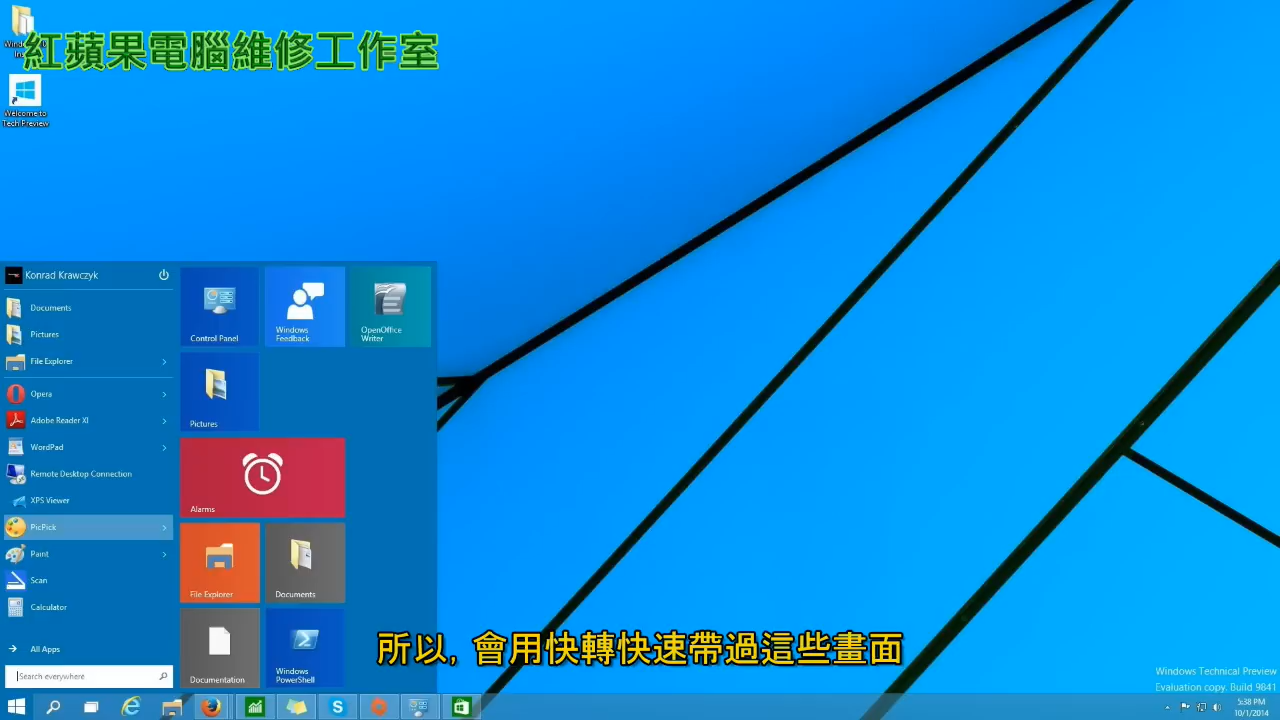 紅蘋果電腦維修工作室
Welcome to
Tech Preview
Konrad Krawczyk
Documents
Pictures
File Explorer
Opera
Adobe Reader XI
WordPad
Remote Desktop Connection
XPS Viewer
PicPick
Paint
Scan
Calculator
All Apps
Search everywhere
Control Panel
Windows
Feedback
OpenOffice
Writer
Pictures
Alarms
File Explorer
Documents
Documentation
Windows
PowerShell
所以, 會用快轉快速帶過這些畫面
Windows Technical Preview
Evaluation copy. Build 9841
5:38 PM
10/1/2014